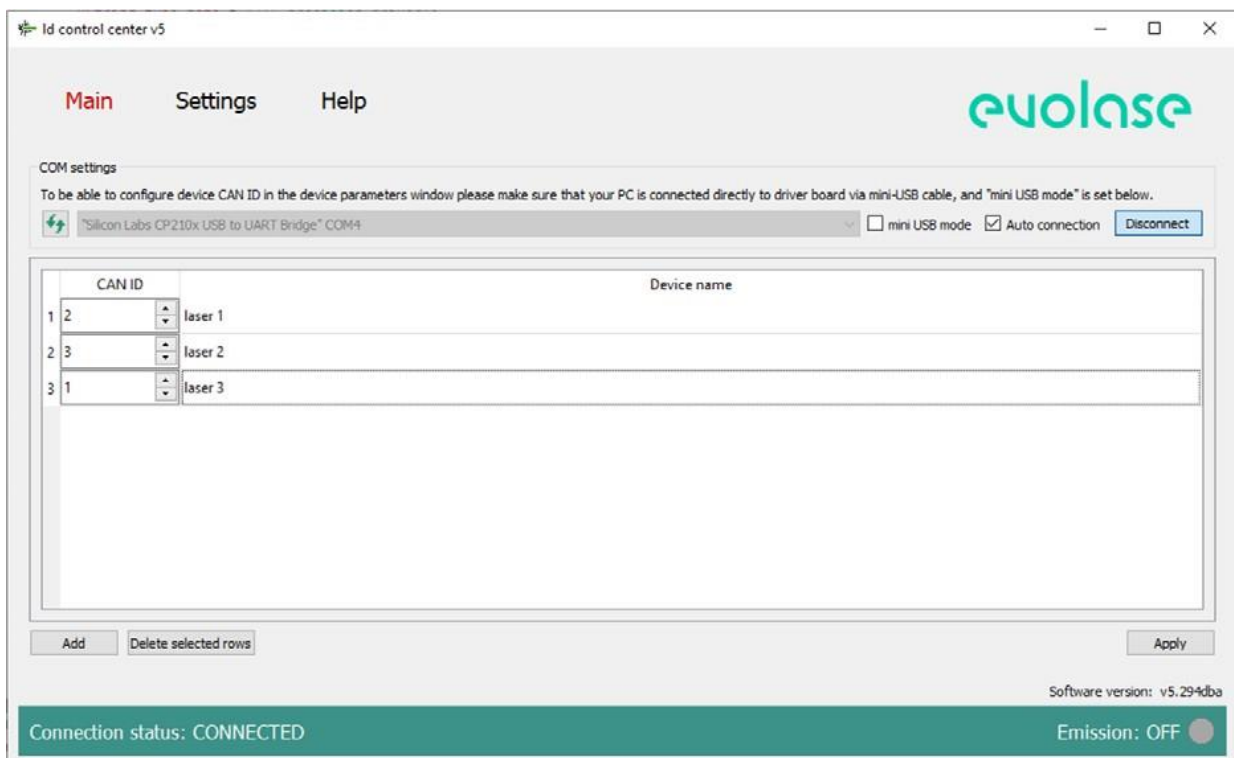 ld control center v5
Main Settings Help
evolase
COM settings
To be able to configure device CAN ID in the device parameters window please make sure that your PC is connected directly to driver board via mini-USB cable, and "mini USB mode" is set below.
"Silicon Labs CP210x USB to UART Bridge" COM4 mini USB mode Auto connection Disconnect
CAN ID Device name
1 2 laser 1
2 3 laser 2
3 1 laser 3
Add Delete selected rows Apply
Software version: v5.294dba
Connection status: CONNECTED Emission: OFF